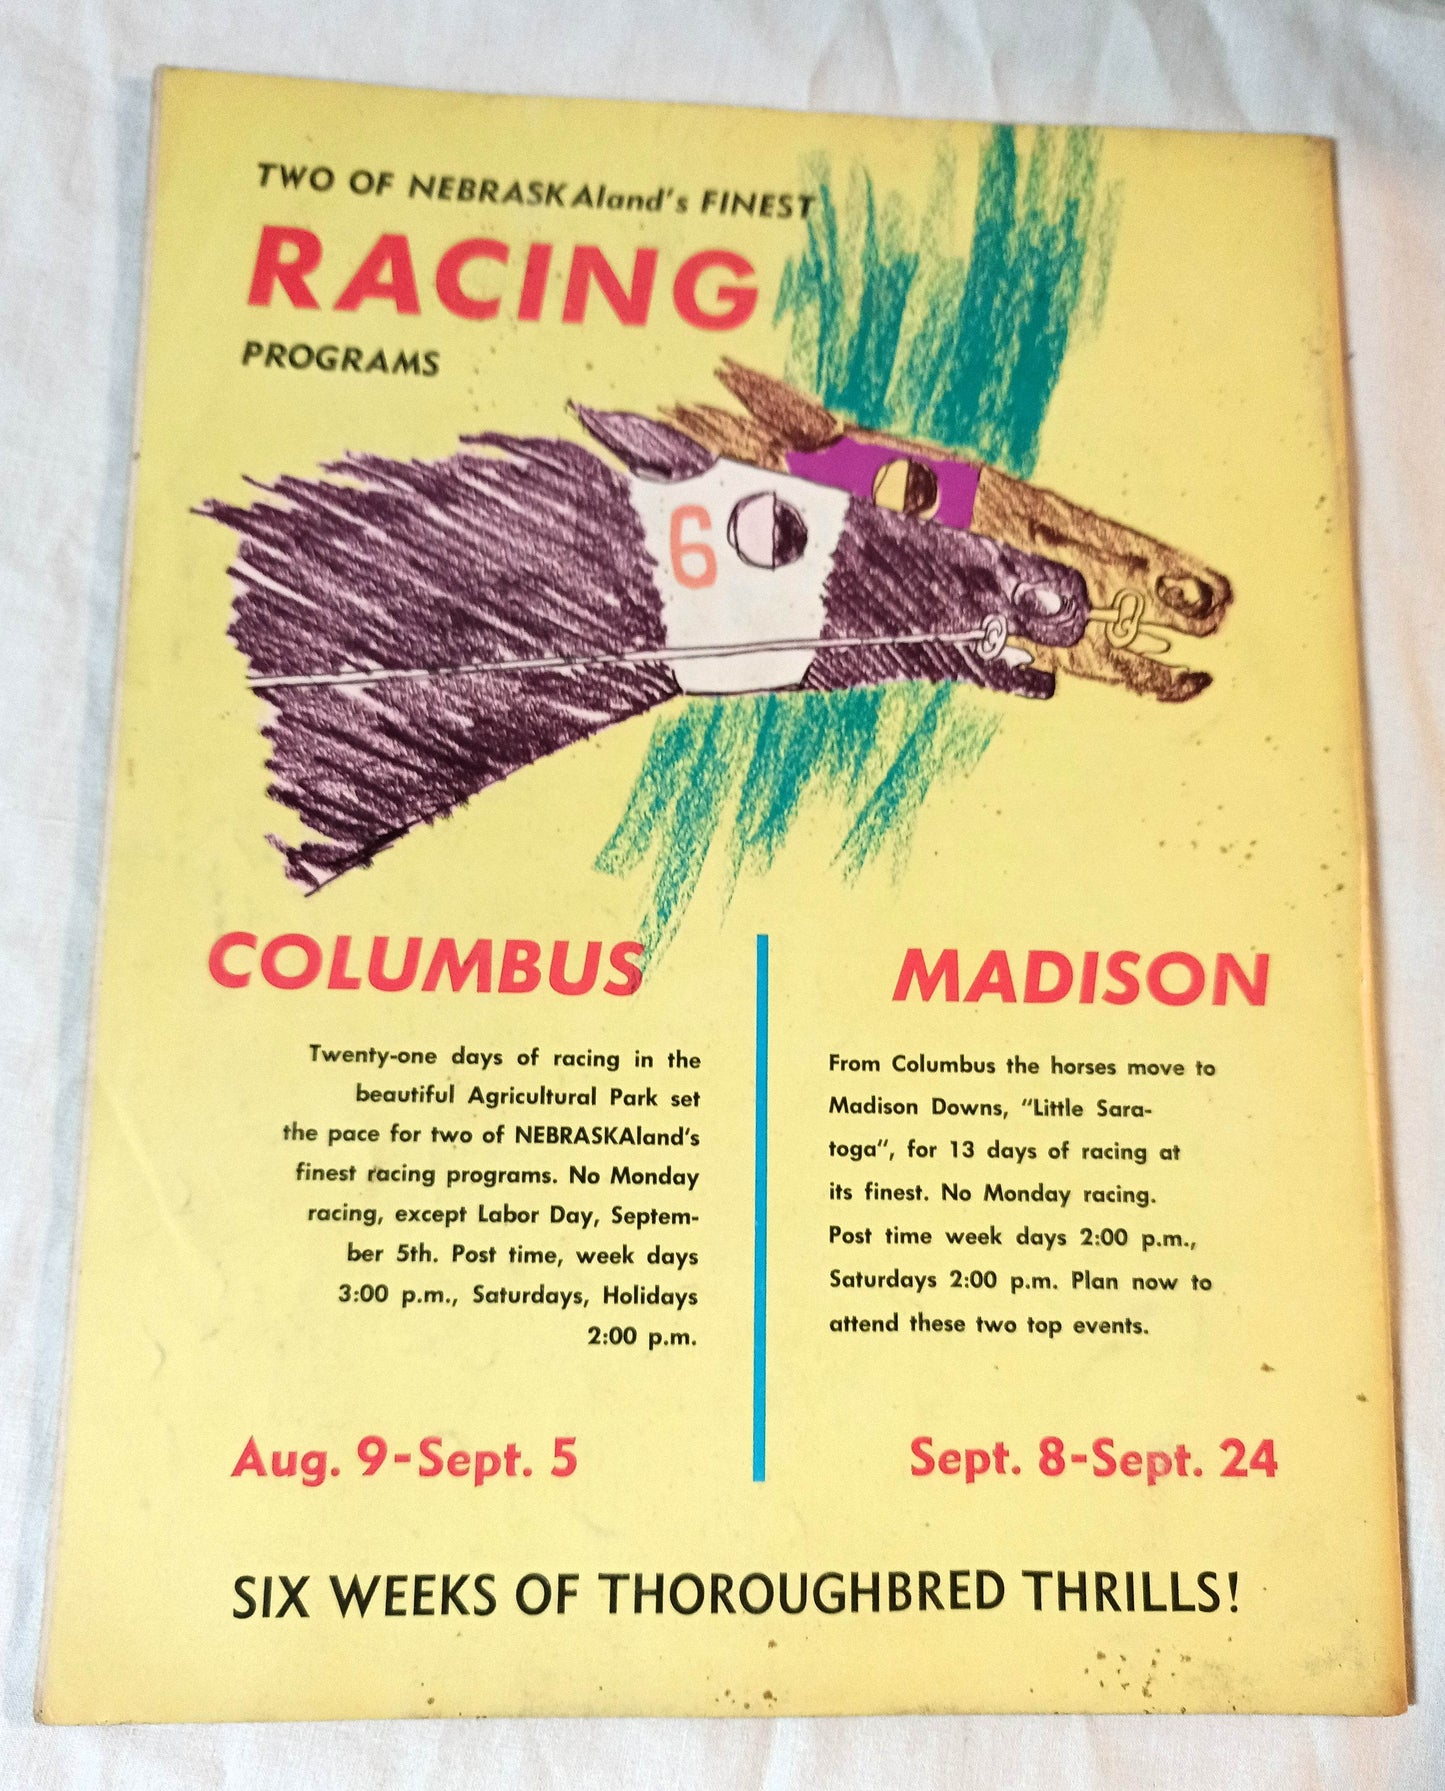 TWO OF NEBRASKAland's FINEST
RACING
PROGRAMS
6
COLUMBUS
Twenty-one days of racing in the
beautiful Agricultural Park set
the pace for two of NEBRASKAland's
finest racing programs. No Monday
racing, except Labor Day, Septem-
ber 5th. Post time, week days
3:00 p.m., Saturdays, Holidays
2:00 p.m.
Aug. 9-Sept. 5
MADISON
From Columbus the horses move to
Madison Downs, "Little Sara-
toga", for 13 days of racing at
its finest. No Monday racing.
Post time week days 2:00 p.m.,
Saturdays 2:00 p.m. Plan now to
attend these two top events.
Sept. 8-Sept. 24
SIX WEEKS OF THOROUGHBRED THRILLS!